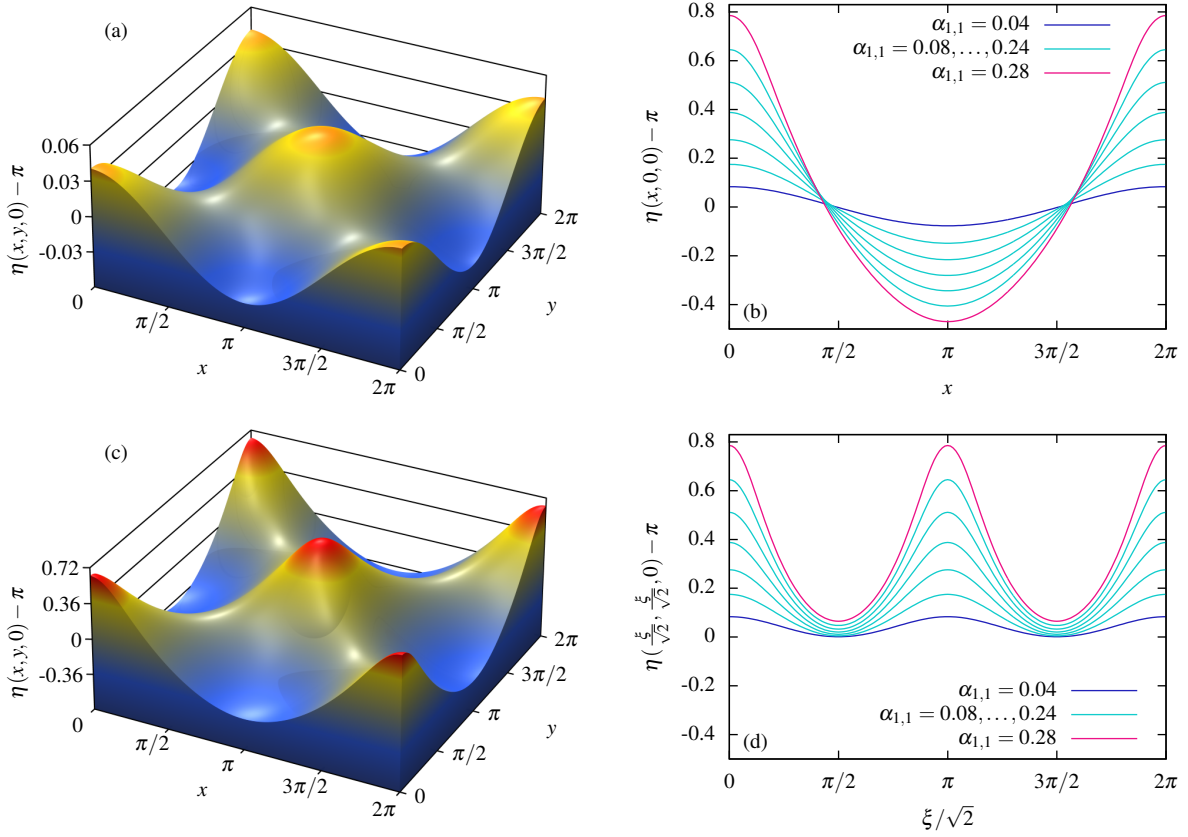 (a)
0.06
0.03
0
-0.03
η(x,y,0)−π
0
π/2
π
3π/2
2π
x
0
π/2
π
3π/2
2π
y
(b)
0.8
0.6
0.4
0.2
0
-0.2
-0.4
η(x,0,0)−π
α1,1 = 0.04
α1,1 = 0.08,…,0.24
α1,1 = 0.28
0
π/2
π
3π/2
2π
x
(c)
0.72
0.36
0
-0.36
η(x,y,0)−π
0
π/2
π
3π/2
2π
x
0
π/2
π
3π/2
2π
y
0.8
0.6
0.4
0.2
0
-0.2
-0.4
η(ξ/√2,ξ/√2,0)−π
α1,1 = 0.04
α1,1 = 0.08,…,0.24
α1,1 = 0.28
(d)
0
π/2
π
3π/2
2π
ξ/√2